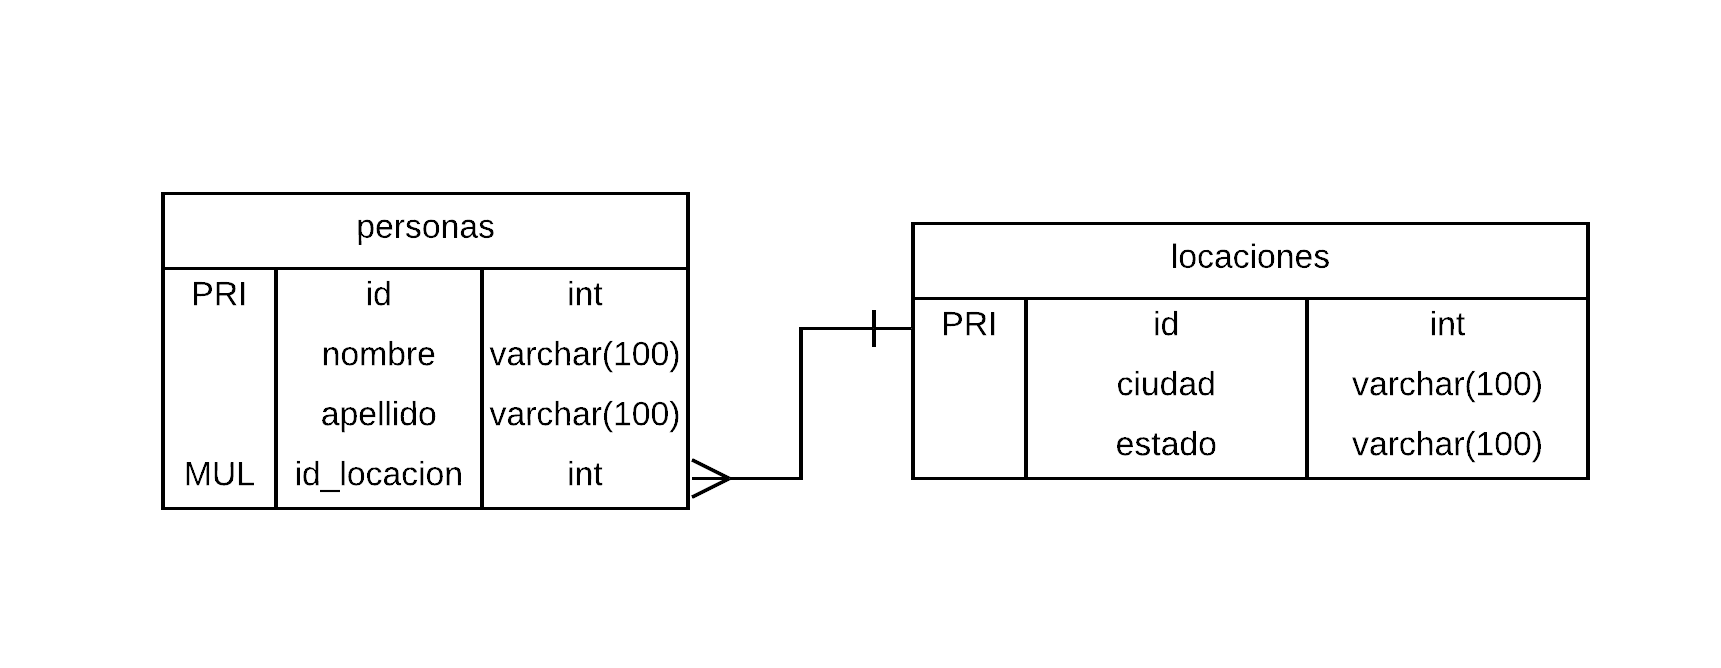 personas
PRI id int
nombre varchar(100)
apellido varchar(100)
MUL id_locacion int
locaciones
PRI id int
ciudad varchar(100)
estado varchar(100)